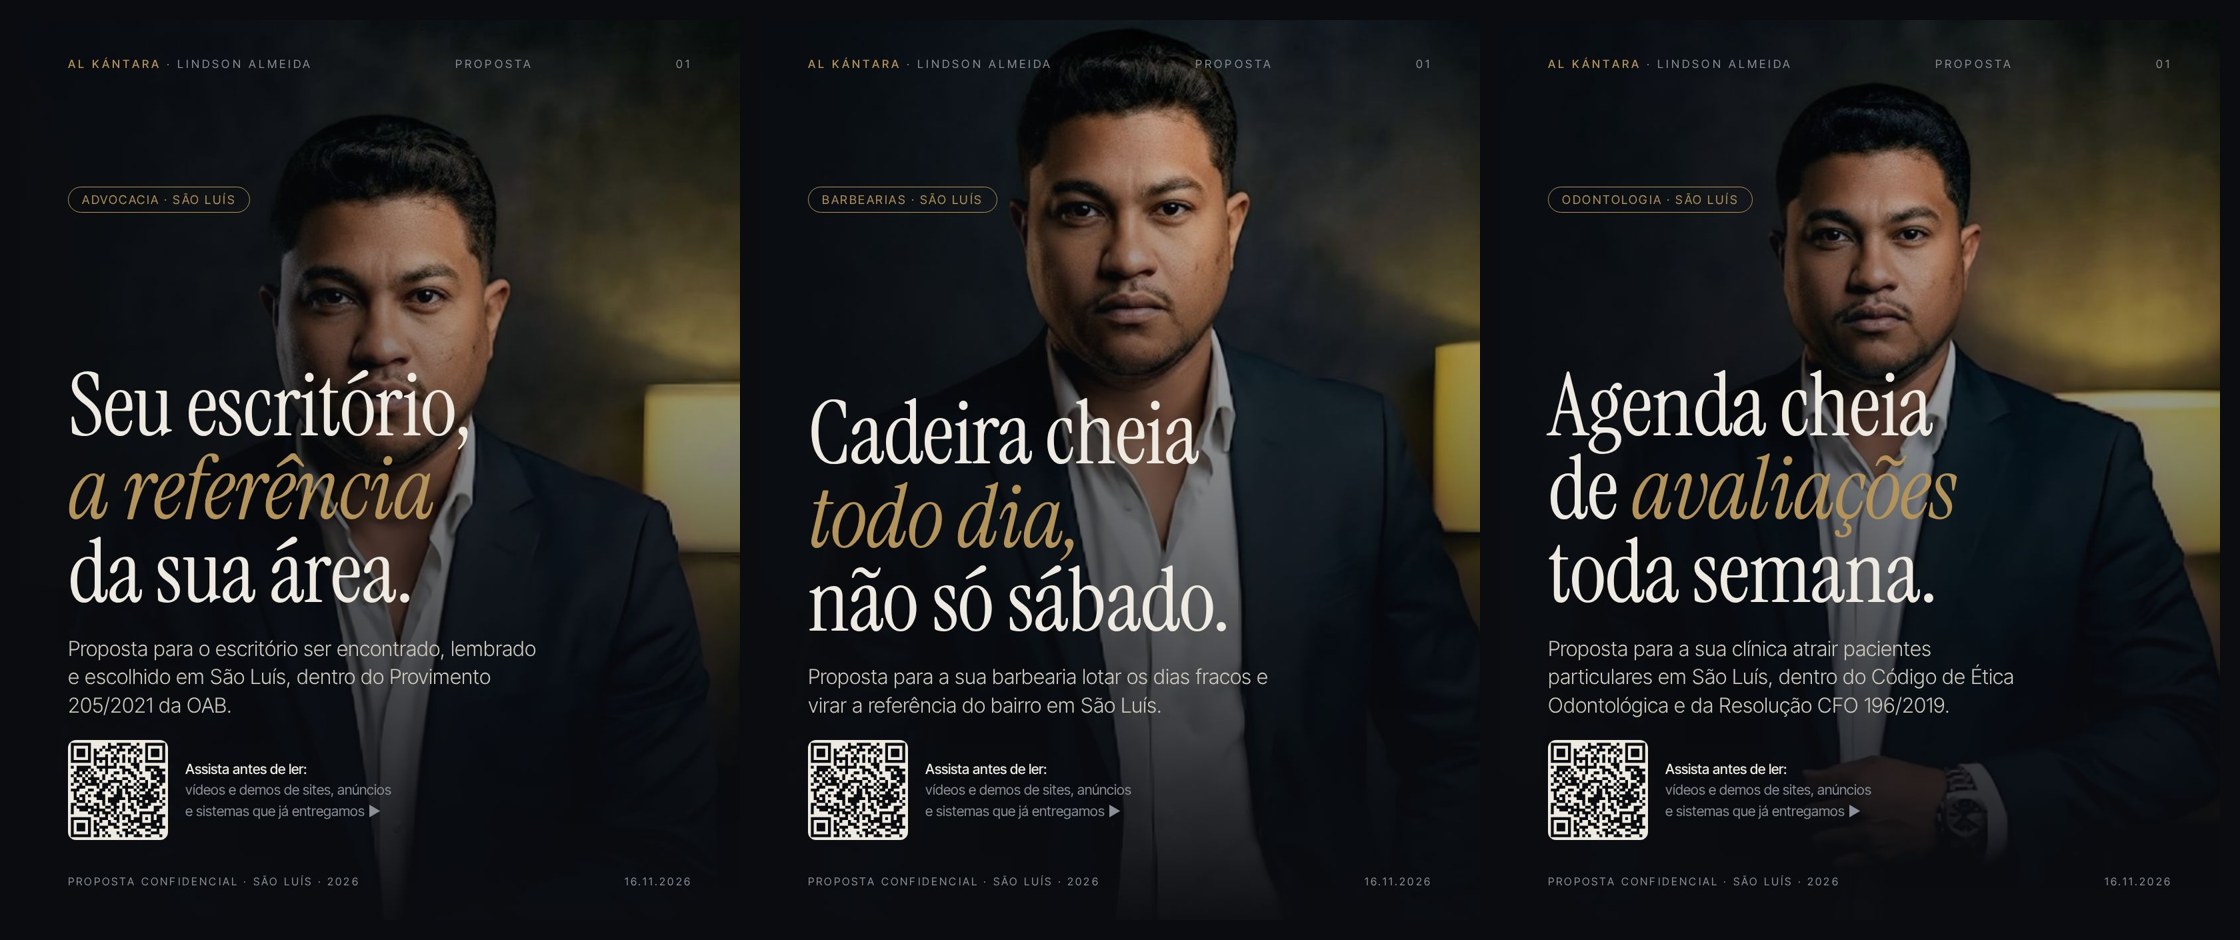 AL KÁNTARA · LINDSON ALMEIDA
PROPOSTA
01
ADVOCACIA · SÃO LUÍS
Seu escritório,
a referência
da sua área.
Proposta para o escritório ser encontrado, lembrado
e escolhido em São Luís, dentro do Provimento
205/2021 da OAB.
Assista antes de ler:
vídeos e demos de sites, anúncios
e sistemas que já entregamos ▶
PROPOSTA CONFIDENCIAL · SÃO LUÍS · 2026
16.11.2026
AL KÁNTARA · LINDSON ALMEIDA
PROPOSTA
01
BARBEARIAS · SÃO LUÍS
Cadeira cheia
todo dia,
não só sábado.
Proposta para a sua barbearia lotar os dias fracos e
virar a referência do bairro em São Luís.
Assista antes de ler:
vídeos e demos de sites, anúncios
e sistemas que já entregamos ▶
PROPOSTA CONFIDENCIAL · SÃO LUÍS · 2026
16.11.2026
AL KÁNTARA · LINDSON ALMEIDA
PROPOSTA
01
ODONTOLOGIA · SÃO LUÍS
Agenda cheia
de avaliações
toda semana.
Proposta para a sua clínica atrair pacientes
particulares em São Luís, dentro do Código de Ética
Odontológica e da Resolução CFO 196/2019.
Assista antes de ler:
vídeos e demos de sites, anúncios
e sistemas que já entregamos ▶
PROPOSTA CONFIDENCIAL · SÃO LUÍS · 2026
16.11.2026